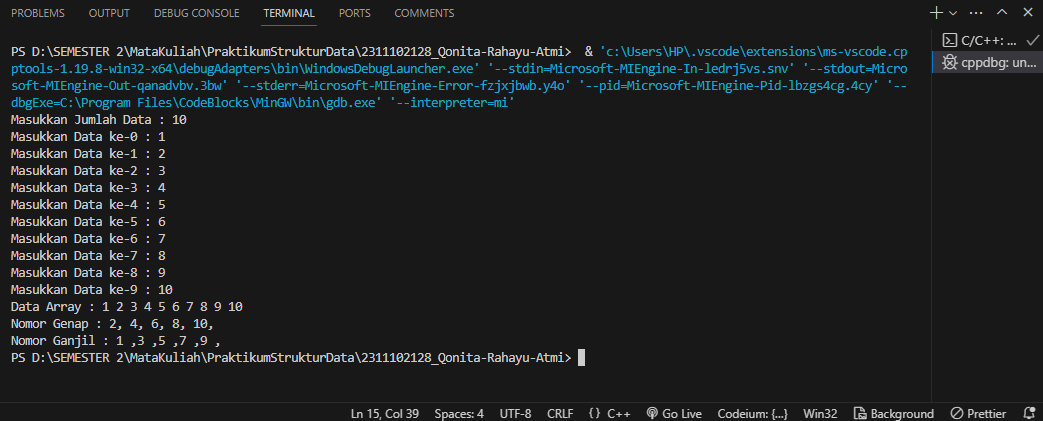 PROBLEMS OUTPUT DEBUG CONSOLE TERMINAL PORTS COMMENTS
PS D:\SEMESTER 2\MataKuliah\PraktikumStrukturData\2311102128_Qonita-Rahayu-Atmi>  & 'c:\Users\HP\.vscode\extensions\ms-vscode.cp
ptools-1.19.8-win32-x64\debugAdapters\bin\WindowsDebugLauncher.exe' '--stdin=Microsoft-MIEngine-In-ledrj5vs.snv' '--stdout=Micro
soft-MIEngine-Out-qanadvbv.3bw' '--stderr=Microsoft-MIEngine-Error-fzjxjbwb.y4o' '--pid=Microsoft-MIEngine-Pid-lbzgs4cg.4cy' '--
dbgExe=C:\Program Files\CodeBlocks\MinGW\bin\gdb.exe' '--interpreter=mi'
Masukkan Jumlah Data : 10
Masukkan Data ke-0 : 1
Masukkan Data ke-1 : 2
Masukkan Data ke-2 : 3
Masukkan Data ke-3 : 4
Masukkan Data ke-4 : 5
Masukkan Data ke-5 : 6
Masukkan Data ke-6 : 7
Masukkan Data ke-7 : 8
Masukkan Data ke-8 : 9
Masukkan Data ke-9 : 10
Data Array : 1 2 3 4 5 6 7 8 9 10
Nomor Genap : 2, 4, 6, 8, 10,
Nomor Ganjil : 1 ,3 ,5 ,7 ,9 ,
PS D:\SEMESTER 2\MataKuliah\PraktikumStrukturData\2311102128_Qonita-Rahayu-Atmi>
C/C++: ...
cppdbg: un...
Ln 15, Col 39 Spaces: 4 UTF-8 CRLF {} C++ Go Live Codeium: {...} Win32 Background Prettier